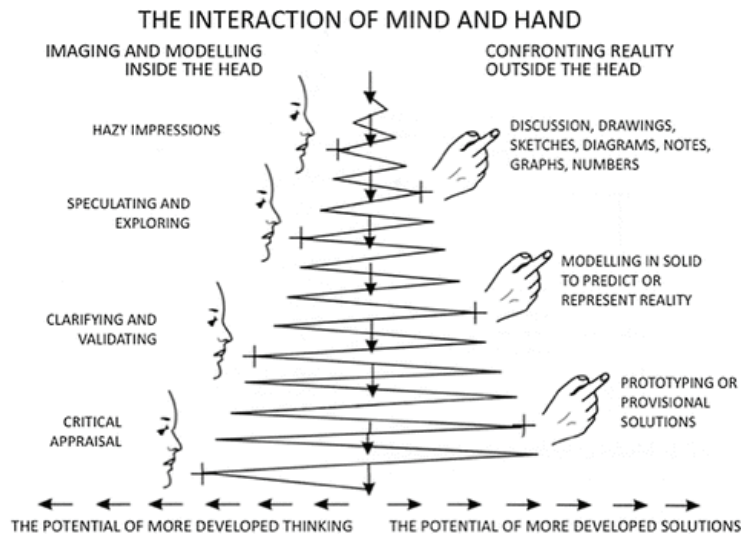 THE INTERACTION OF MIND AND HAND
IMAGING AND MODELLING
INSIDE THE HEAD
CONFRONTING REALITY
OUTSIDE THE HEAD
HAZY IMPRESSIONS
DISCUSSION, DRAWINGS,
SKETCHES, DIAGRAMS, NOTES,
GRAPHS, NUMBERS
SPECULATING AND
EXPLORING
MODELLING IN SOLID
TO PREDICT OR
REPRESENT REALITY
CLARIFYING AND
VALIDATING
PROTOTYPING OR
PROVISIONAL
SOLUTIONS
CRITICAL
APPRAISAL
THE POTENTIAL OF MORE DEVELOPED THINKING
THE POTENTIAL OF MORE DEVELOPED SOLUTIONS